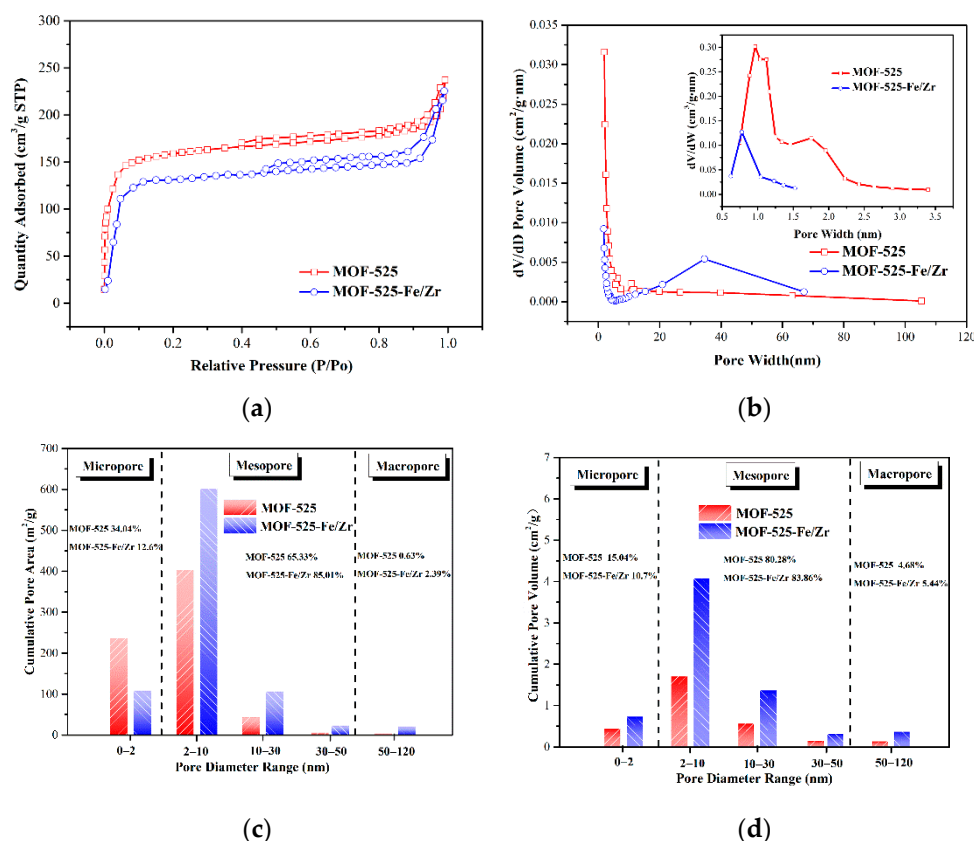 (a)
300
250
200
150
100
50
0
Quantity Adsorbed (cm³/g STP)
MOF-525
MOF-525-Fe/Zr
0.0 0.2 0.4 0.6 0.8 1.0
Relative Pressure (P/Po)
(b)
0.035
0.030
0.025
0.020
0.015
0.010
0.005
0.000
dV/dD Pore Volume (cm²/g·nm)
0.30
0.25
0.20
0.15
0.10
0.05
0.00
dV/dW (cm³/g·nm)
MOF-525
MOF-525-Fe/Zr
0.5 1.0 1.5 2.0 2.5 3.0 3.5
Pore Width (nm)
MOF-525
MOF-525-Fe/Zr
0 20 40 60 80 100 120
Pore Width(nm)
(a)
(b)
700
600
500
400
300
200
100
0
Cumulative Pore Area (m²/g)
Micropore
Mesopore
Macropore
MOF-525
MOF-525-Fe/Zr
MOF-525 34.04%
MOF-525-Fe/Zr 12.6%
MOF-525 65.33%
MOF-525-Fe/Zr 85.01%
MOF-525 0.63%
MOF-525-Fe/Zr 2.39%
0–2 2–10 10–30 30–50 50–120
Pore Diameter Range (nm)
7
6
5
4
3
2
1
0
Cumulative Pore Volume (cm²/g)
Micropore
Mesopore
Macropore
MOF-525
MOF-525-Fe/Zr
MOF-525 15.04%
MOF-525-Fe/Zr 10.7%
MOF-525 80.28%
MOF-525-Fe/Zr 83.86%
MOF-525 4.68%
MOF-525-Fe/Zr 5.44%
0–2 2–10 10–30 30–50 50–120
Pore Diameter Range (nm)
(c)
(d)